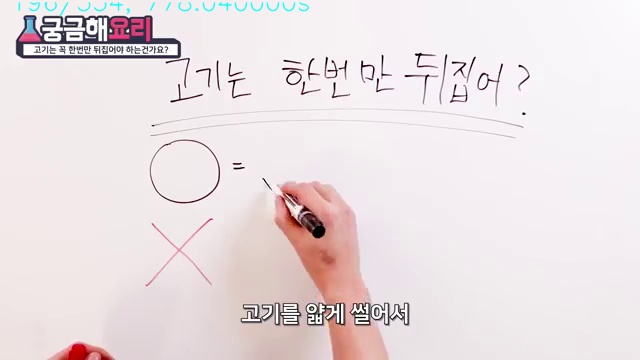 196/334, 778.040000s
궁금해요리
고기는 꼭 한번만 뒤집어야 하는건가요?
고기는 한번만 뒤집어?
=
고기를 얇게 썰어서